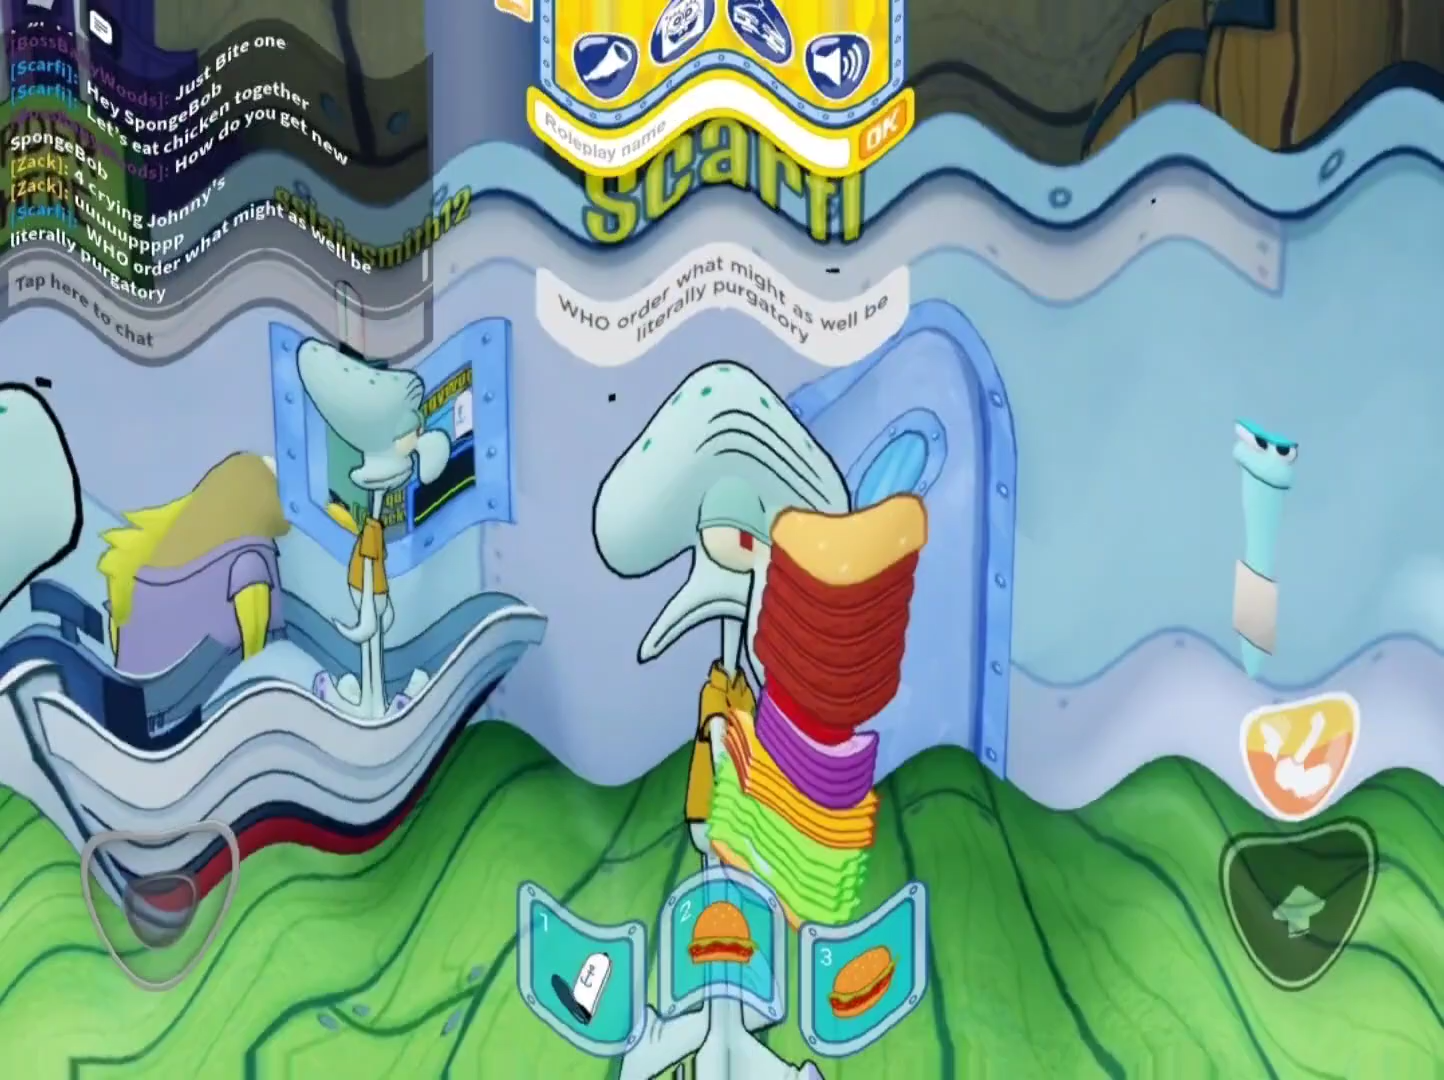 [Scarfi]: Just Bite one
[Scarfi]: Hey SpongeBob
Let's eat chicken together
How do you get new
SpongeBob
[Zack]: 4 crying Johnny's
[Zack]: uuuuuppppp
[Scarfi]: WHO order what might as well be
literally purgatory
Tap here to chat
Roleplay name
OK
Scarfi
WHO order what might as well be
literally purgatory
1
2
3